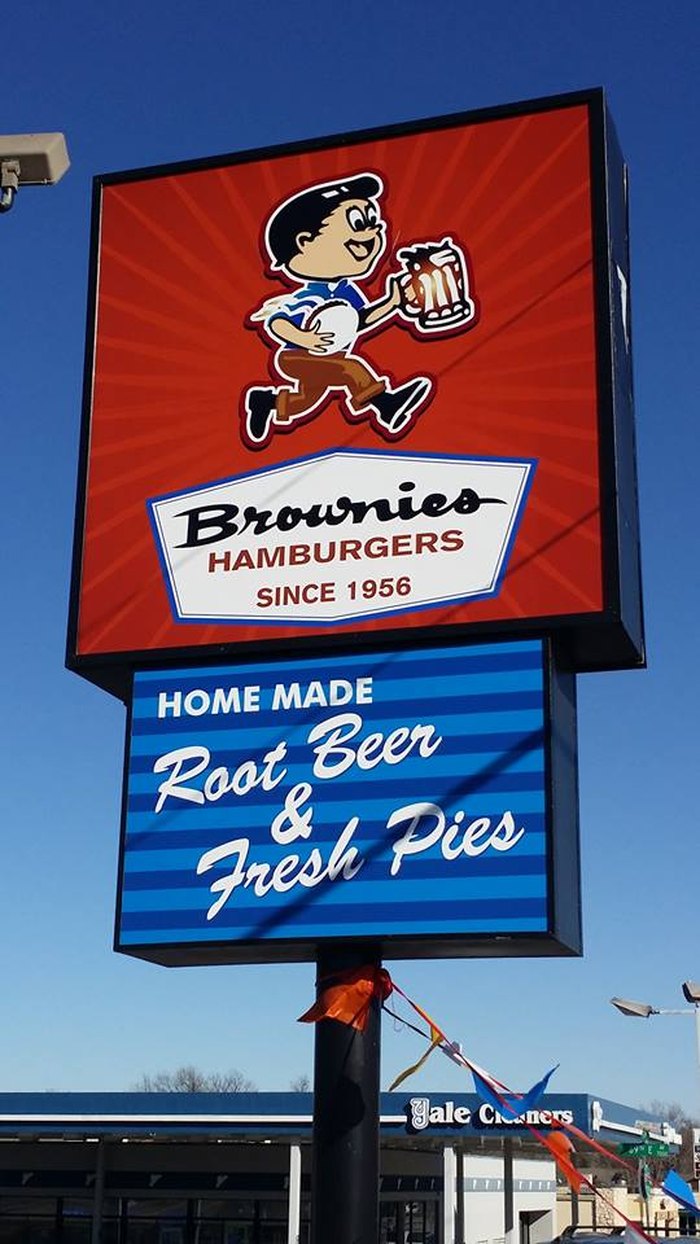 Brownies
HAMBURGERS
SINCE 1956
HOME MADE
Root Beer
&
Fresh Pies
Yale Cleaners